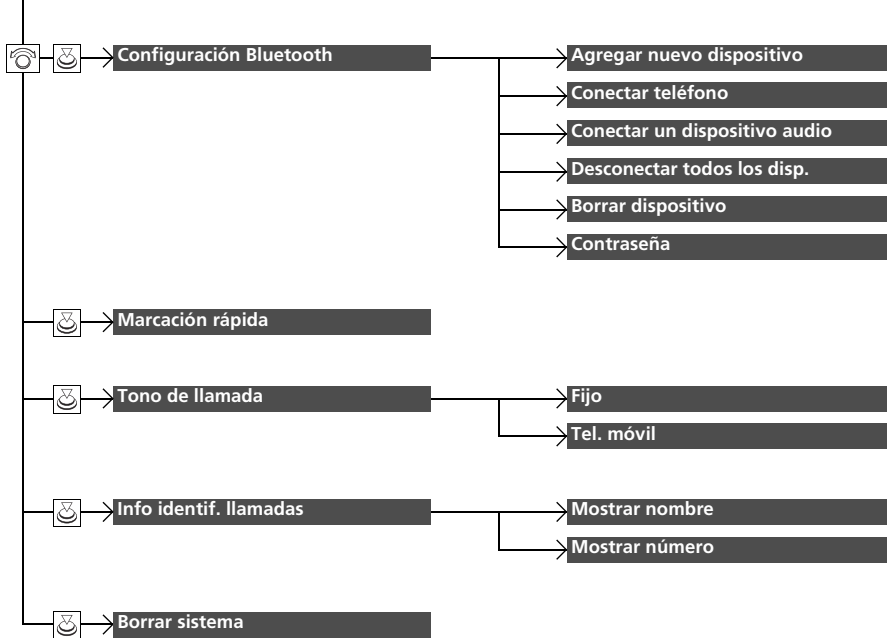 Configuración Bluetooth
Agregar nuevo dispositivo
Conectar teléfono
Conectar un dispositivo audio
Desconectar todos los disp.
Borrar dispositivo
Contraseña
Marcación rápida
Tono de llamada
Fijo
Tel. móvil
Info identif. llamadas
Mostrar nombre
Mostrar número
Borrar sistema